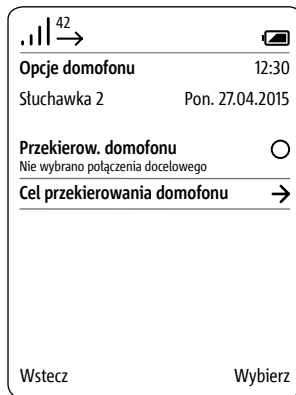 42
Opcje domofonu 12:30
Słuchawka 2 Pon. 27.04.2015
Przekierow. domofonu
Nie wybrano połączenia docelowego
Cel przekierowania domofonu
Wstecz Wybierz